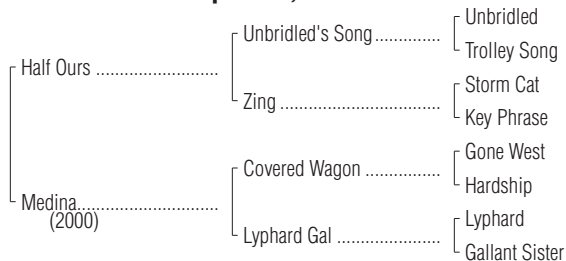 Unbridled
Unbridled's Song
Trolley Song
Half Ours
Storm Cat
Zing
Key Phrase
Gone West
Covered Wagon
Hardship
Medina
(2000)
Lyphard
Lyphard Gal
Gallant Sister